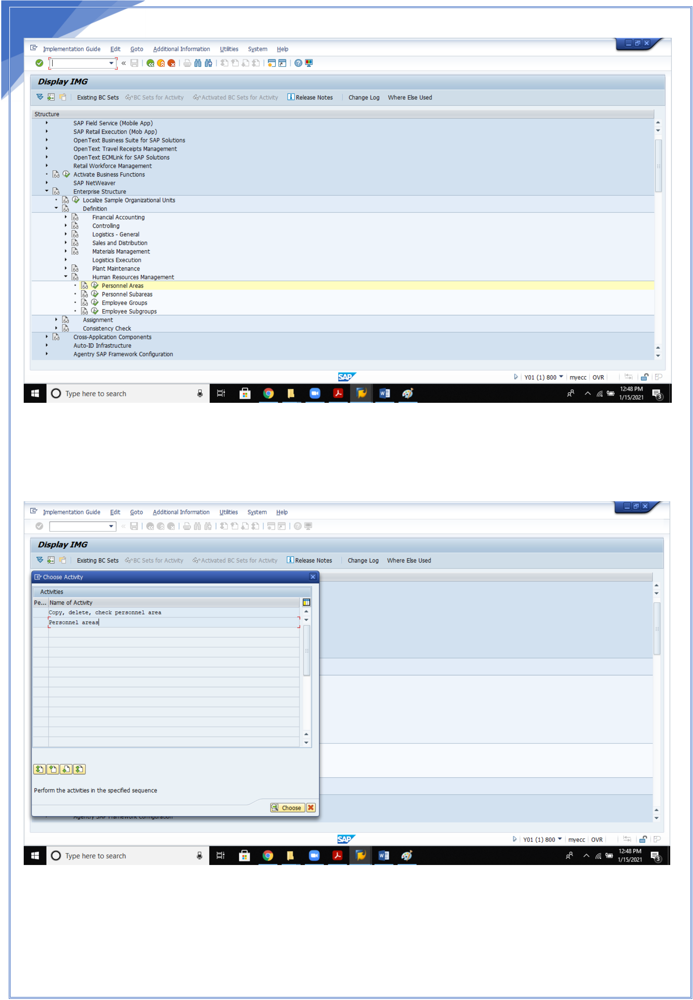 Implementation Guide Edit Goto Additional Information Utilities System Help
Display IMG
Existing BC Sets BC Sets for Activity Activated BC Sets for Activity Release Notes Change Log Where Else Used
Structure
SAP Field Service (Mobile App)
SAP Retail Execution (Mob App)
OpenText Business Suite for SAP Solutions
OpenText Travel Receipts Management
OpenText ECMLink for SAP Solutions
Retail Workforce Management
Activate Business Functions
SAP NetWeaver
Enterprise Structure
Localize Sample Organizational Units
Definition
Financial Accounting
Controlling
Logistics - General
Sales and Distribution
Materials Management
Logistics Execution
Plant Maintenance
Human Resources Management
Personnel Areas
Personnel Subareas
Employee Groups
Employee Subgroups
Assignment
Consistency Check
Cross-Application Components
Auto-ID Infrastructure
Agentry SAP Framework Configuration
SAP Y01 (1) 800 myecc OVR
Type here to search 12:48 PM
1/15/2021 3
Implementation Guide Edit Goto Additional Information Utilities System Help
Display IMG
Existing BC Sets BC Sets for Activity Activated BC Sets for Activity Release Notes Change Log Where Else Used
Choose Activity
Activities
Pe... Name of Activity
Copy, delete, check personnel area
Personnel areas
Perform the activities in the specified sequence
Choose
Agentry SAP Framework Configuration
SAP Y01 (1) 800 myecc OVR
Type here to search 12:48 PM
1/15/2021 3